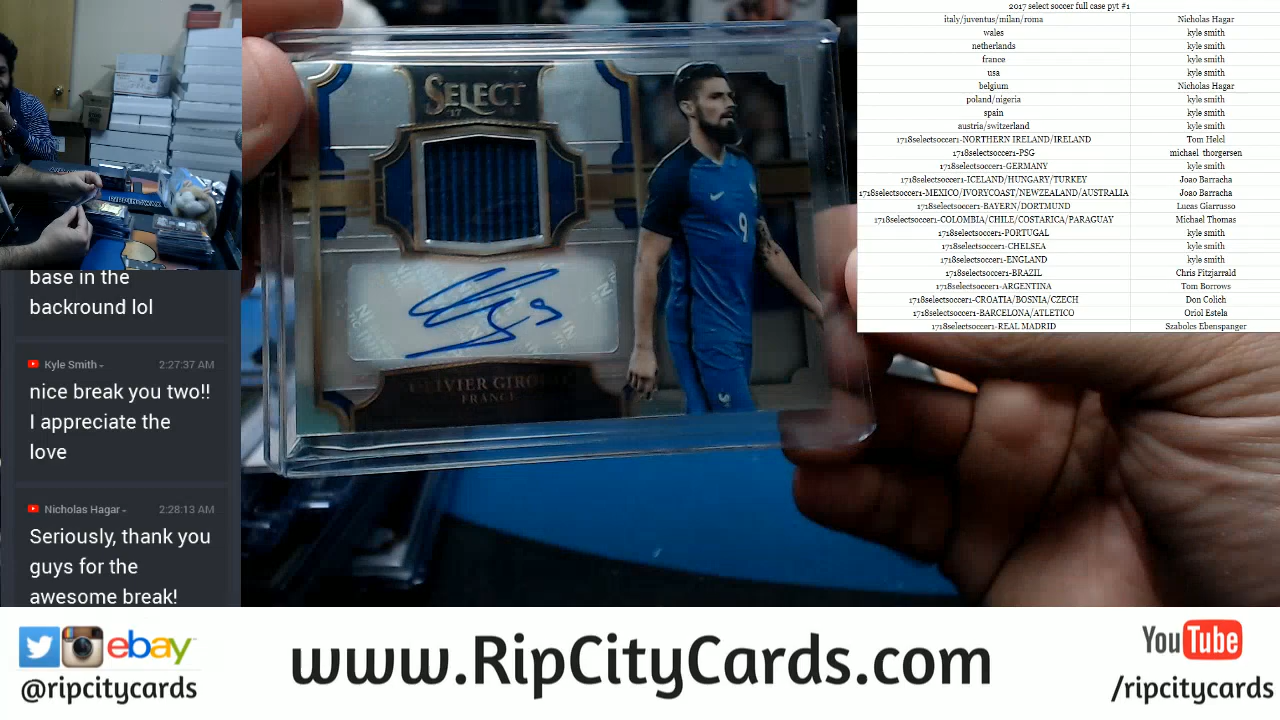 base in the
backround lol
Kyle Smith - 2:27:37 AM
nice break you two!!
I appreciate the
love
Nicholas Hagar - 2:28:13 AM
Seriously, thank you
guys for the
awesome break!
SELECT
'17
9
OLIVIER GIROUD
FRANCE
2017 select soccer full case pyt #1
italy/juventus/milan/roma Nicholas Hagar
wales kyle smith
netherlands kyle smith
france kyle smith
usa kyle smith
belgium Nicholas Hagar
poland/nigeria kyle smith
spain kyle smith
austria/switzerland kyle smith
1718selectsoccer1-NORTHERN IRELAND/IRELAND Tom Helcl
1718selectsoccer1-PSG michael thorgersen
1718selectsoccer1-GERMANY kyle smith
1718selectsoccer1-ICELAND/HUNGARY/TURKEY Joao Barracha
1718selectsoccer1-MEXICO/IVORYCOAST/NEWZEALAND/AUSTRALIA Joao Barracha
1718selectsoccer1-BAYERN/DORTMUND Lucas Giarrusso
1718selectsoccer1-COLOMBIA/CHILE/COSTARICA/PARAGUAY Michael Thomas
1718selectsoccer1-PORTUGAL kyle smith
1718selectsoccer1-CHELSEA kyle smith
1718selectsoccer1-ENGLAND kyle smith
1718selectsoccer1-BRAZIL Chris Fitzjarrald
1718selectsoccer1-ARGENTINA Tom Borrows
1718selectsoccer1-CROATIA/BOSNIA/CZECH Don Colich
1718selectsoccer1-BARCELONA/ATLETICO Oriol Estela
1718selectsoccer1-REAL MADRID Szabolcs Ebenspanger
ebay
@ripcitycards
www.RipCityCards.com
YouTube
/ripcitycards